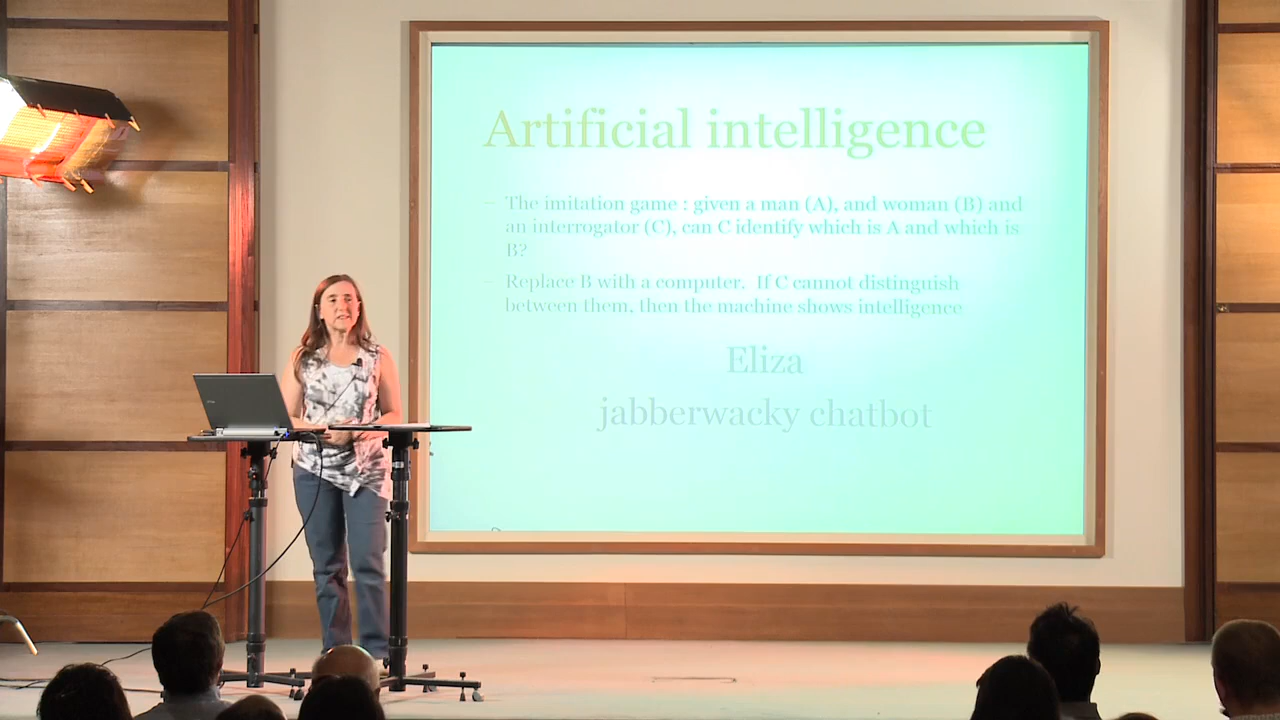 Artificial intelligence
– The imitation game : given a man (A), and woman (B) and
an interrogator (C), can C identify which is A and which is
B?
– Replace B with a computer. If C cannot distinguish
between them, then the machine shows intelligence
Eliza
jabberwacky chatbot